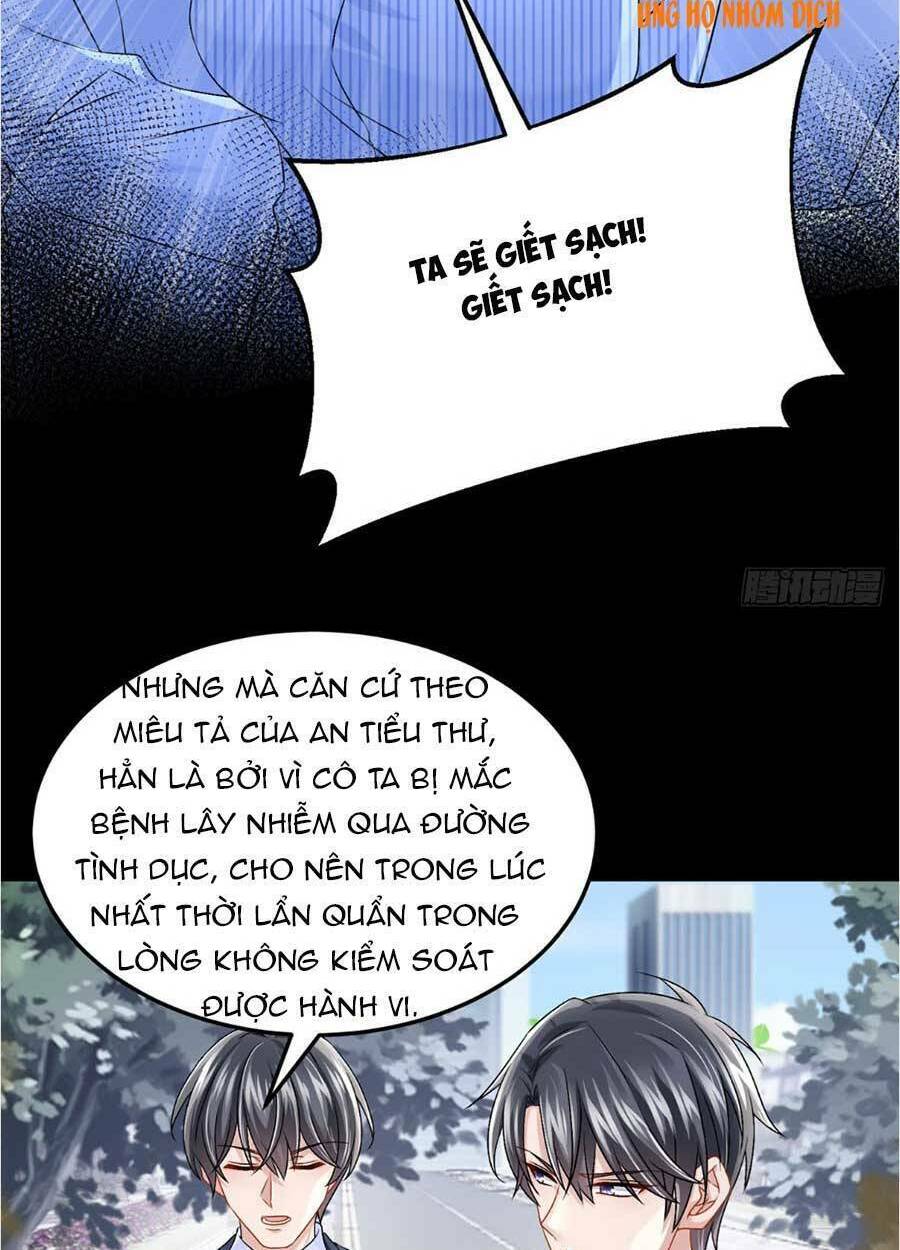 ỦNG HỘ NHÓM DỊCH
TA SẼ GIẾT SẠCH!
GIẾT SẠCH!
腾讯动漫
NHƯNG MÀ CĂN CỨ THEO
MIÊU TẢ CỦA AN TIỂU THƯ,
HẲN LÀ BỞI VÌ CÔ TA BỊ MẮC
BỆNH LÂY NHIỄM QUA ĐƯỜNG
TÌNH DỤC, CHO NÊN TRONG LÚC
NHẤT THỜI LẨN QUẨN TRONG
LÒNG KHÔNG KIỂM SOÁT
ĐƯỢC HÀNH VI.